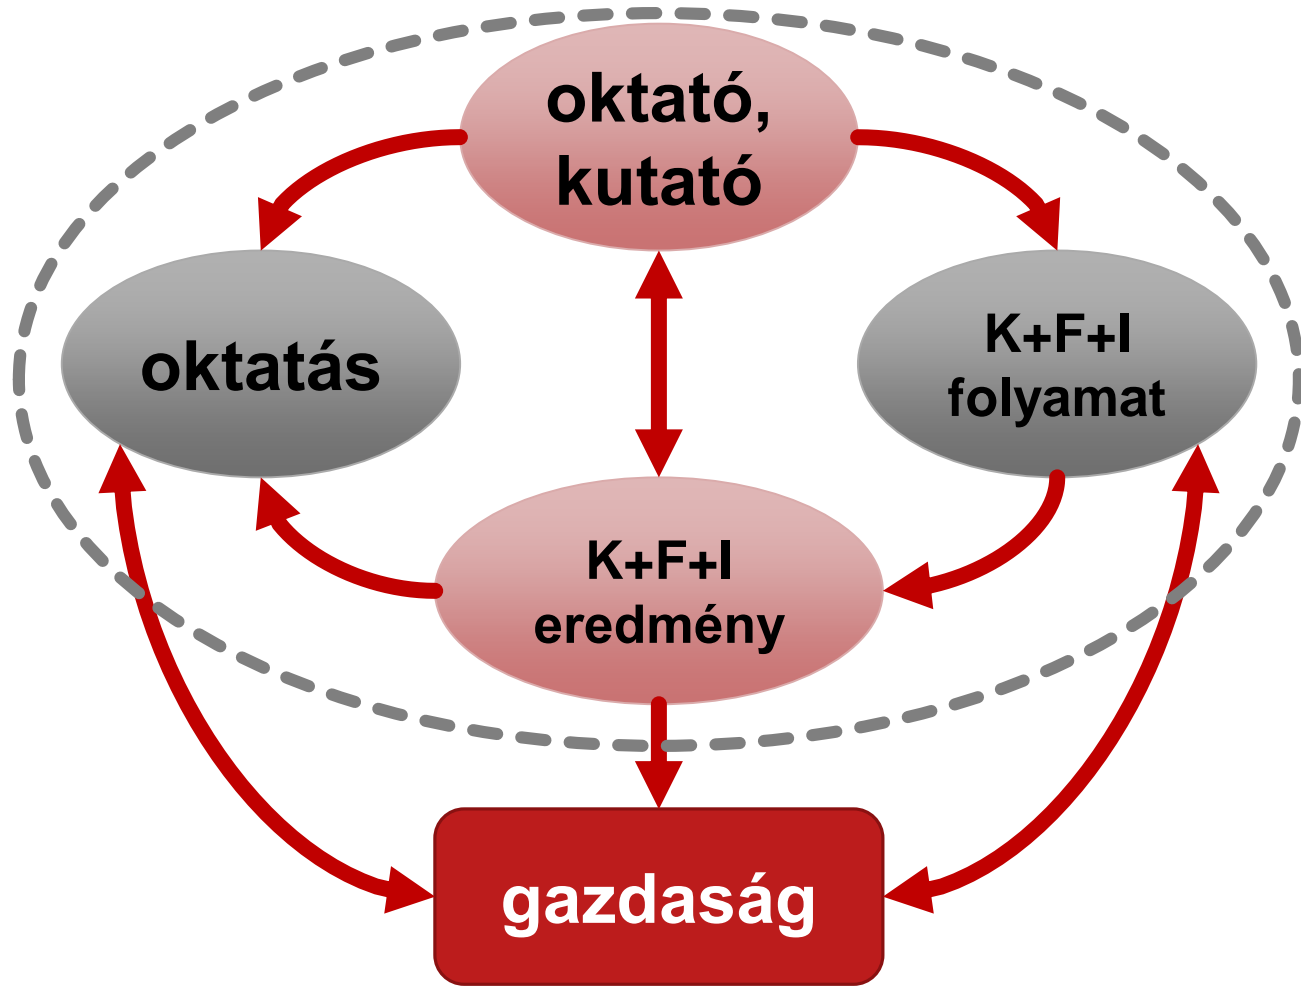 oktató,
kutató
oktatás
K+F+I
folyamat
K+F+I
eredmény
gazdaság